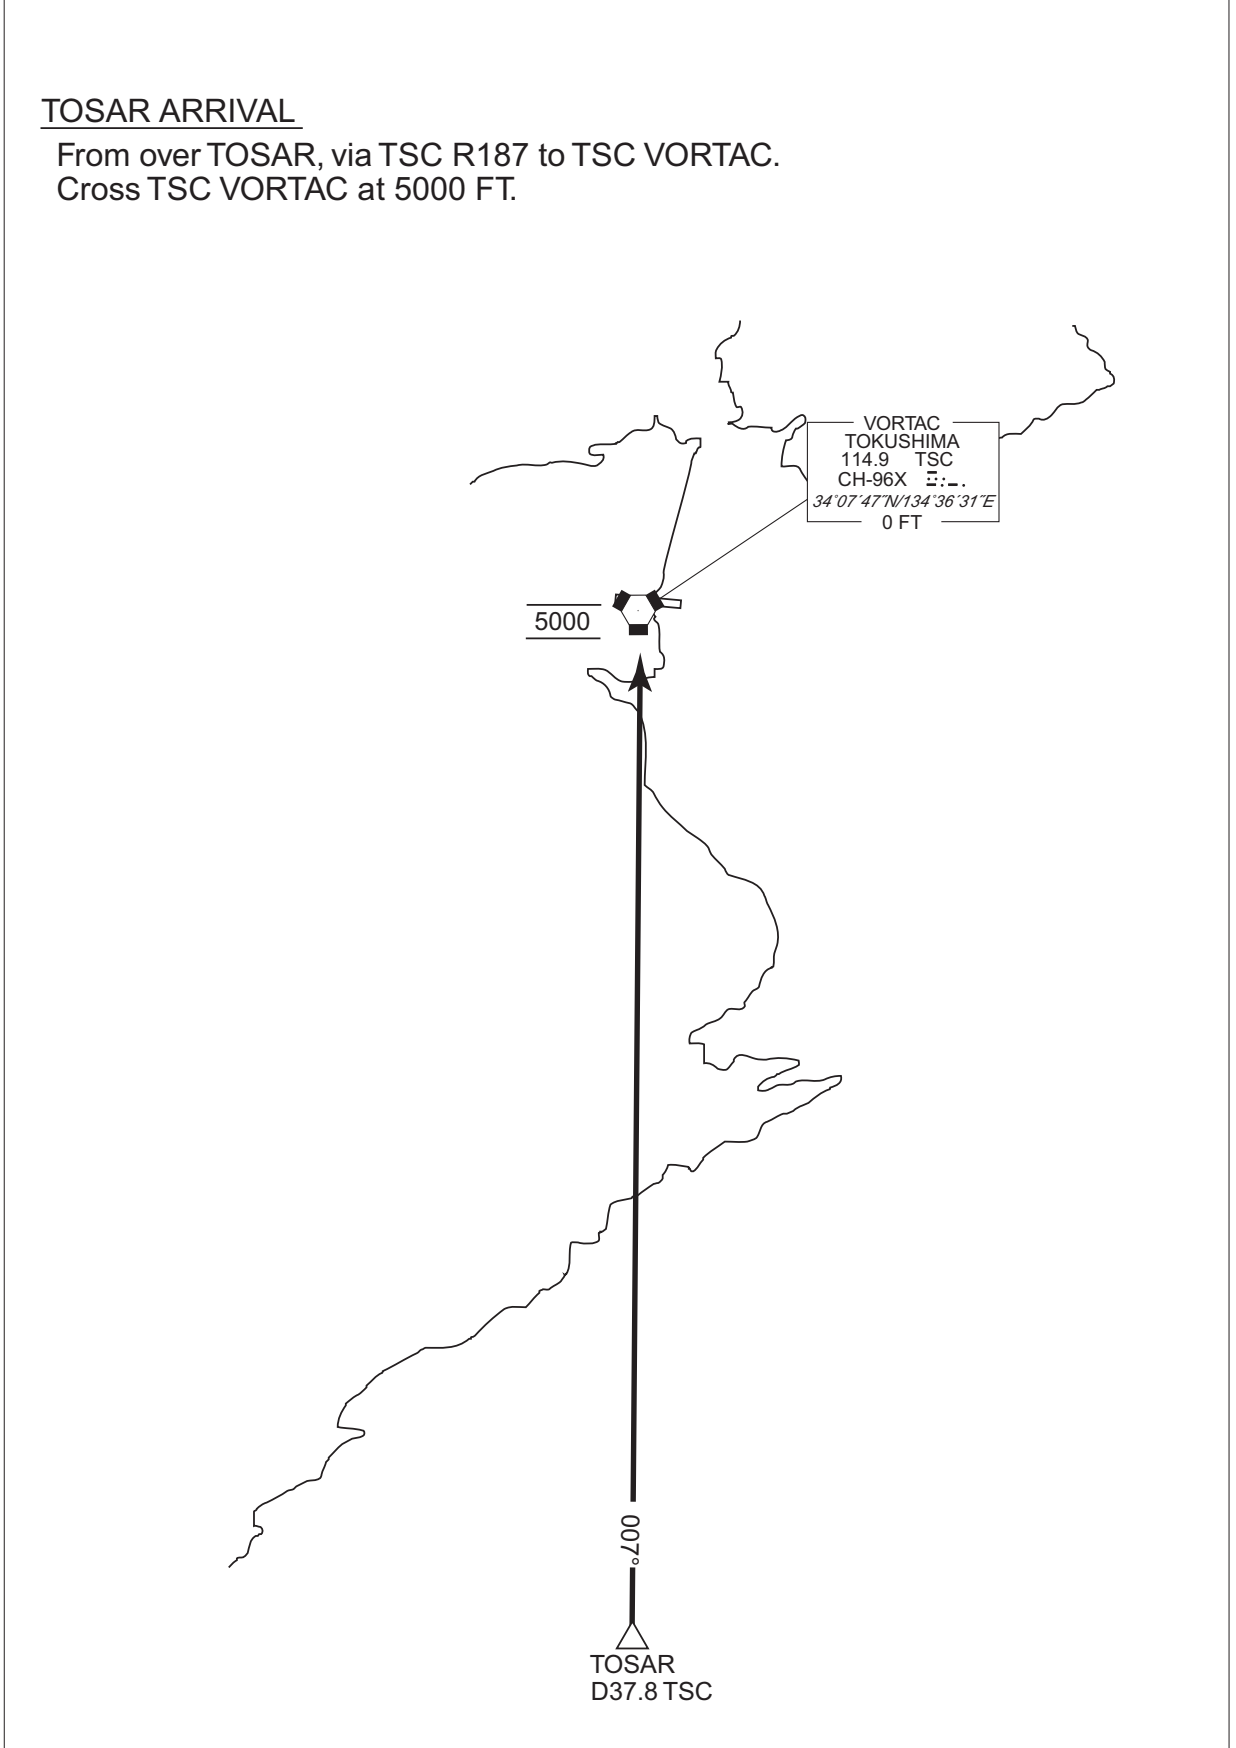 TOSAR ARRIVAL
From over TOSAR, via TSC R187 to TSC VORTAC.
Cross TSC VORTAC at 5000 FT.
VORTAC
TOKUSHIMA
114.9 TSC
CH-96X
34°07′47″N/134°36′31″E
0 FT
5000
007°
TOSAR
D37.8 TSC